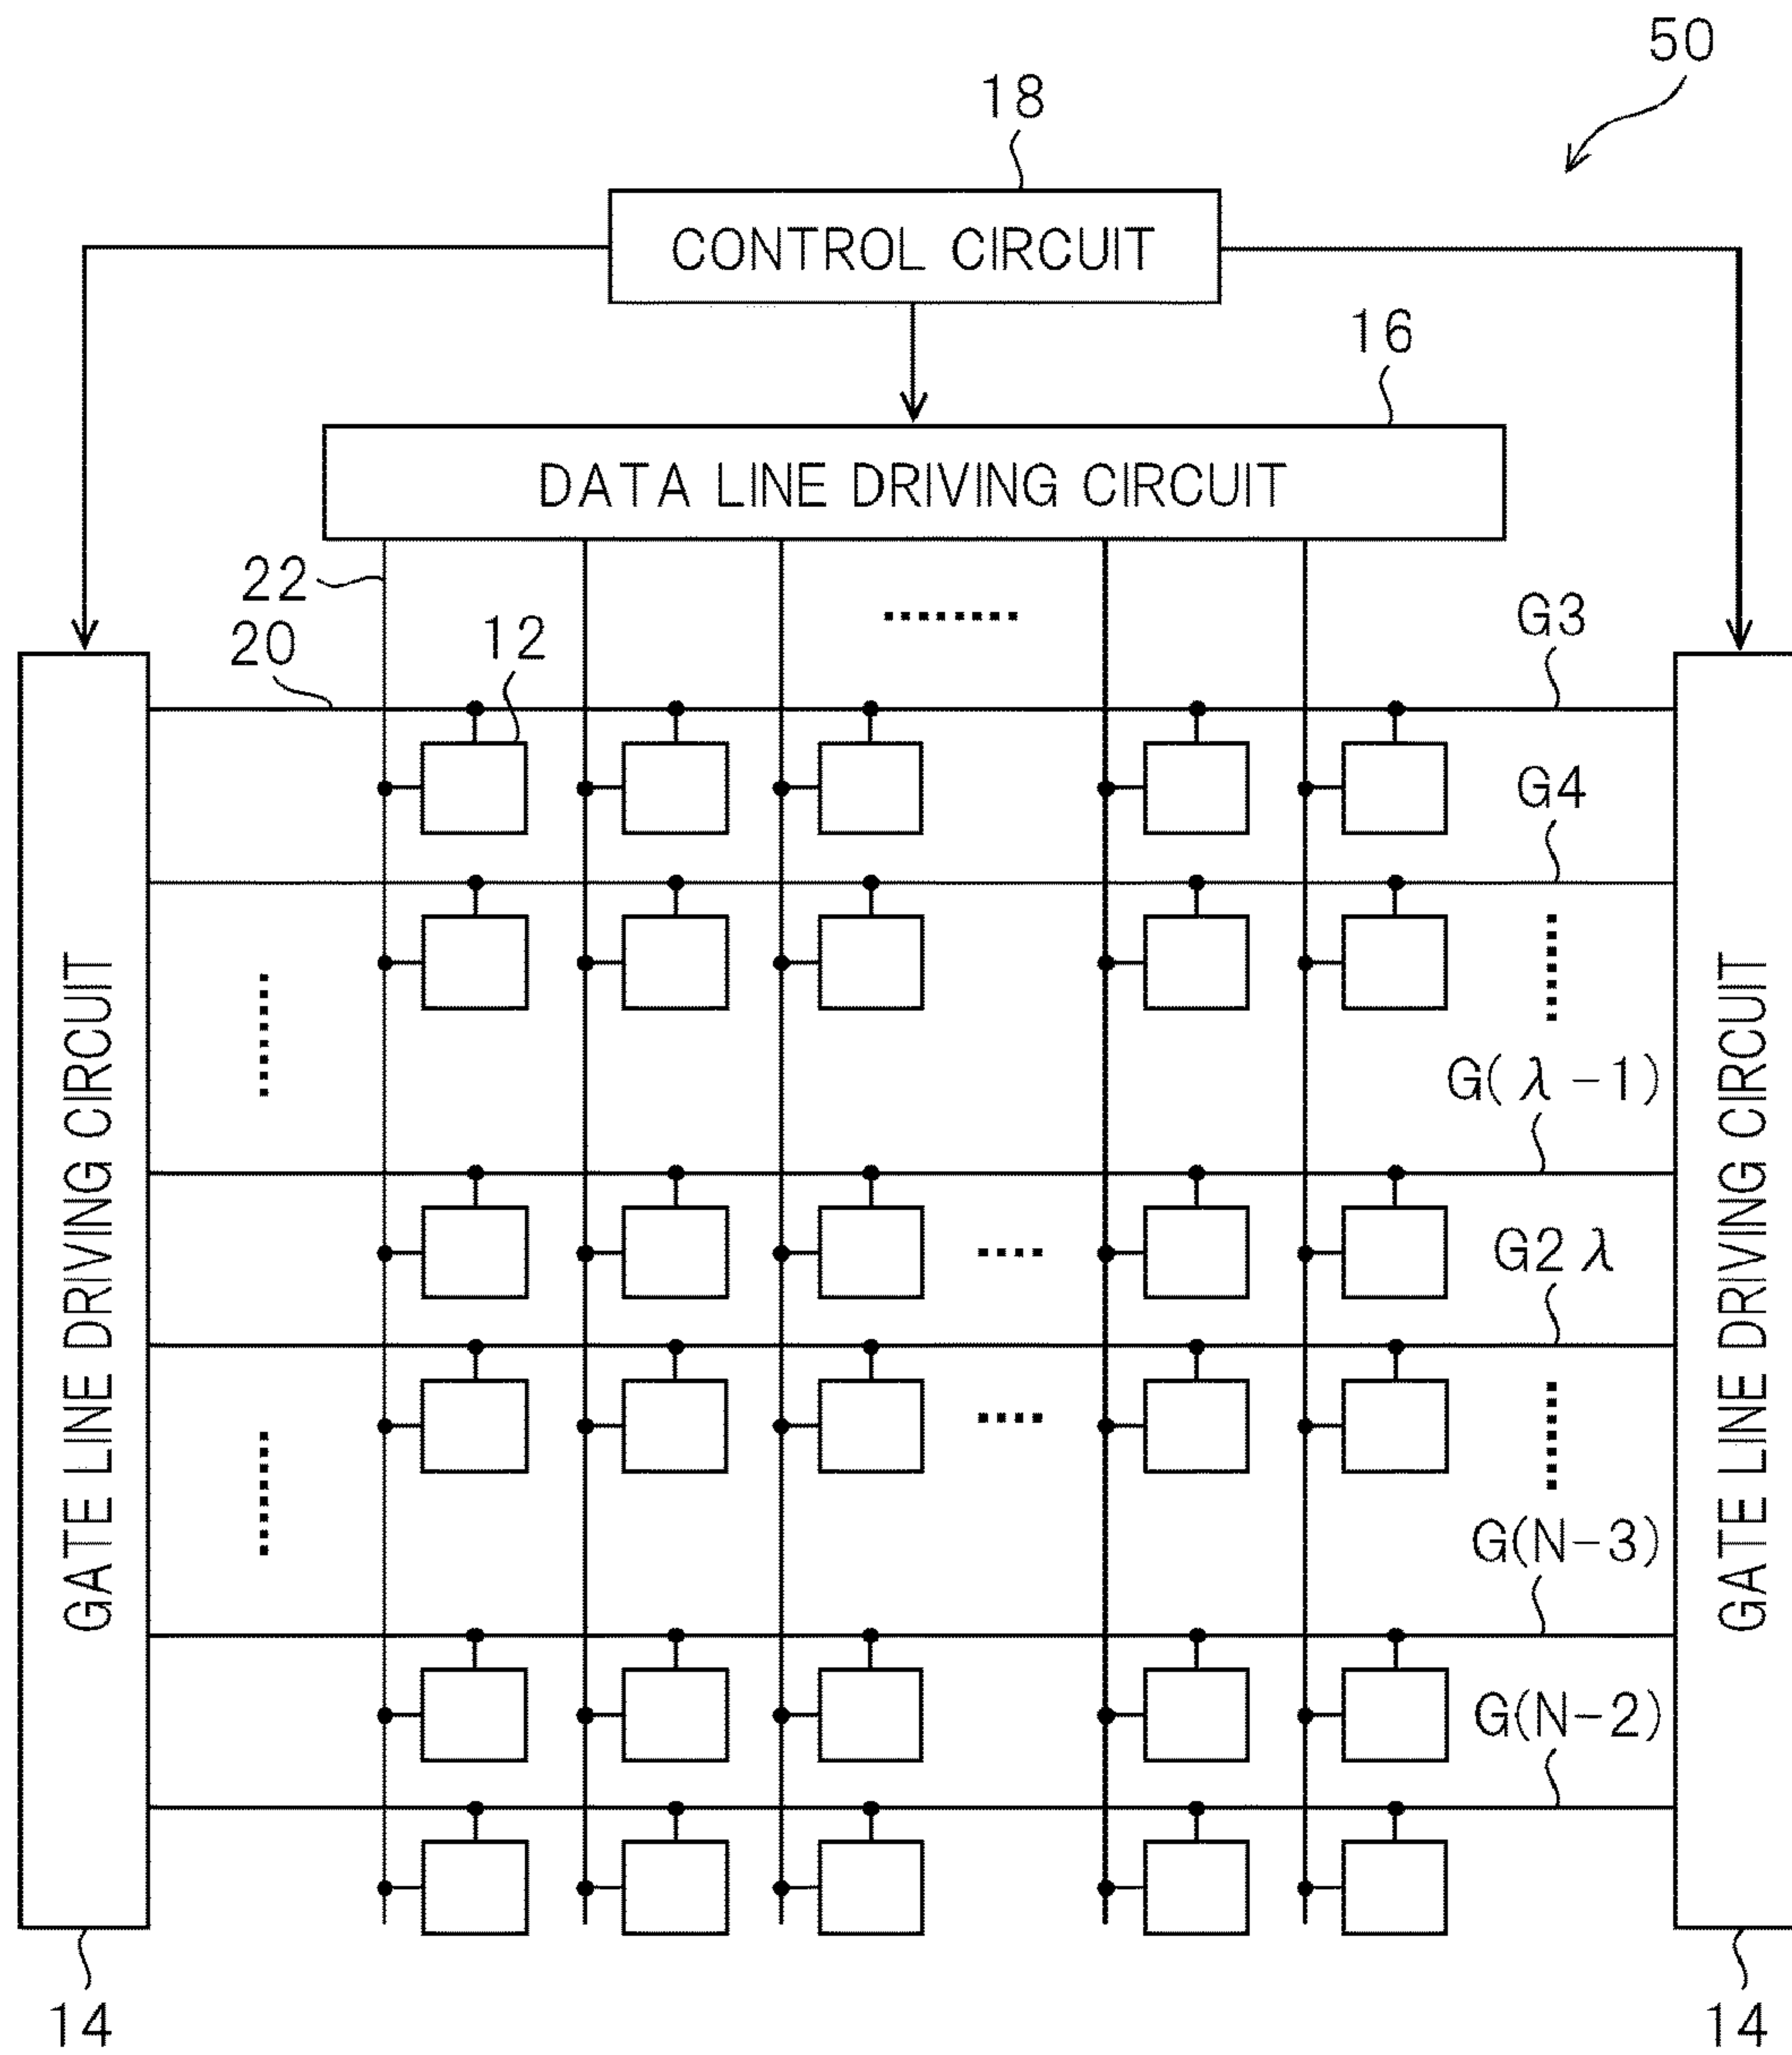 50
18
CONTROL CIRCUIT
16
DATA LINE DRIVING CIRCUIT
22
20
12
G3
G4
GATE LINE DRIVING CIRCUIT
GATE LINE DRIVING CIRCUIT
G(λ-1)
G2λ
G(N-3)
G(N-2)
14
14